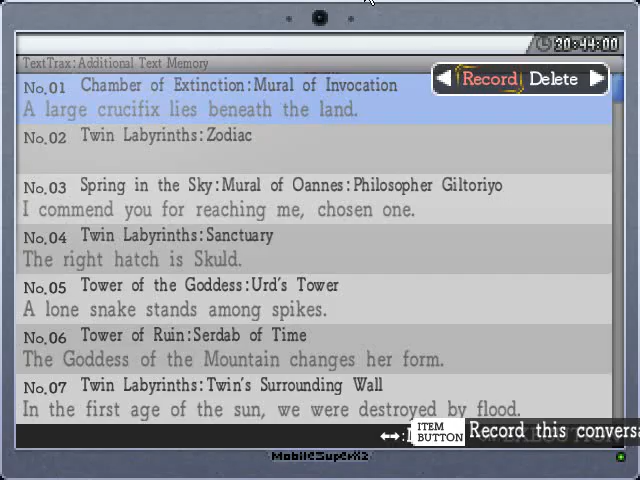 20:44:00
TextTrax:Additional Text Memory
Record Delete
No.01 Chamber of Extinction:Mural of Invocation
A large crucifix lies beneath the land.
No.02 Twin Labyrinths:Zodiac
No.03 Spring in the Sky:Mural of Oannes:Philosopher Giltoriyo
I commend you for reaching me, chosen one.
No.04 Twin Labyrinths:Sanctuary
The right hatch is Skuld.
No.05 Tower of the Goddess:Urd's Tower
A lone snake stands among spikes.
No.06 Tower of Ruin:Serdab of Time
The Goddess of the Mountain changes her form.
No.07 Twin Labyrinths:Twin's Surrounding Wall
In the first age of the sun, we were destroyed by flood.
ITEM BUTTON Record this conversa
MobileSuperX2